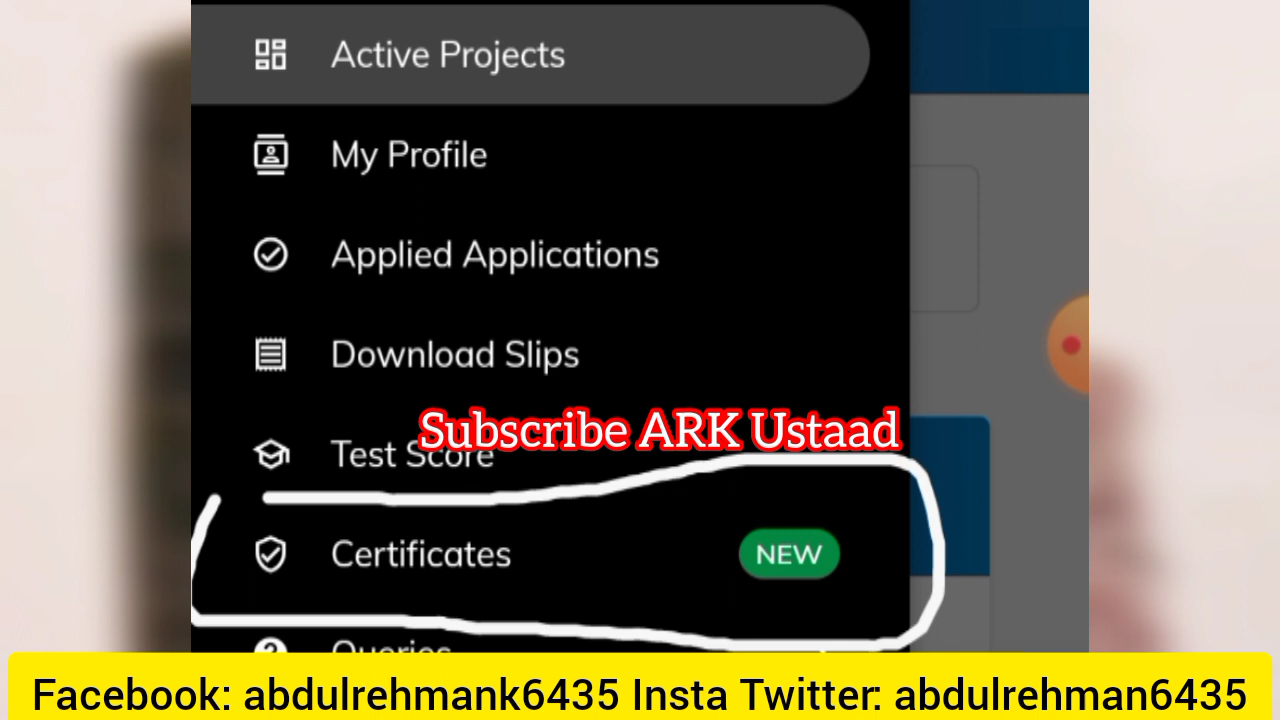 Active Projects
My Profile
Applied Applications
Download Slips
Subscribe ARK Ustaad
Test Score
Certificates NEW
Queries
Facebook: abdulrehmank6435 Insta Twitter: abdulrehman6435